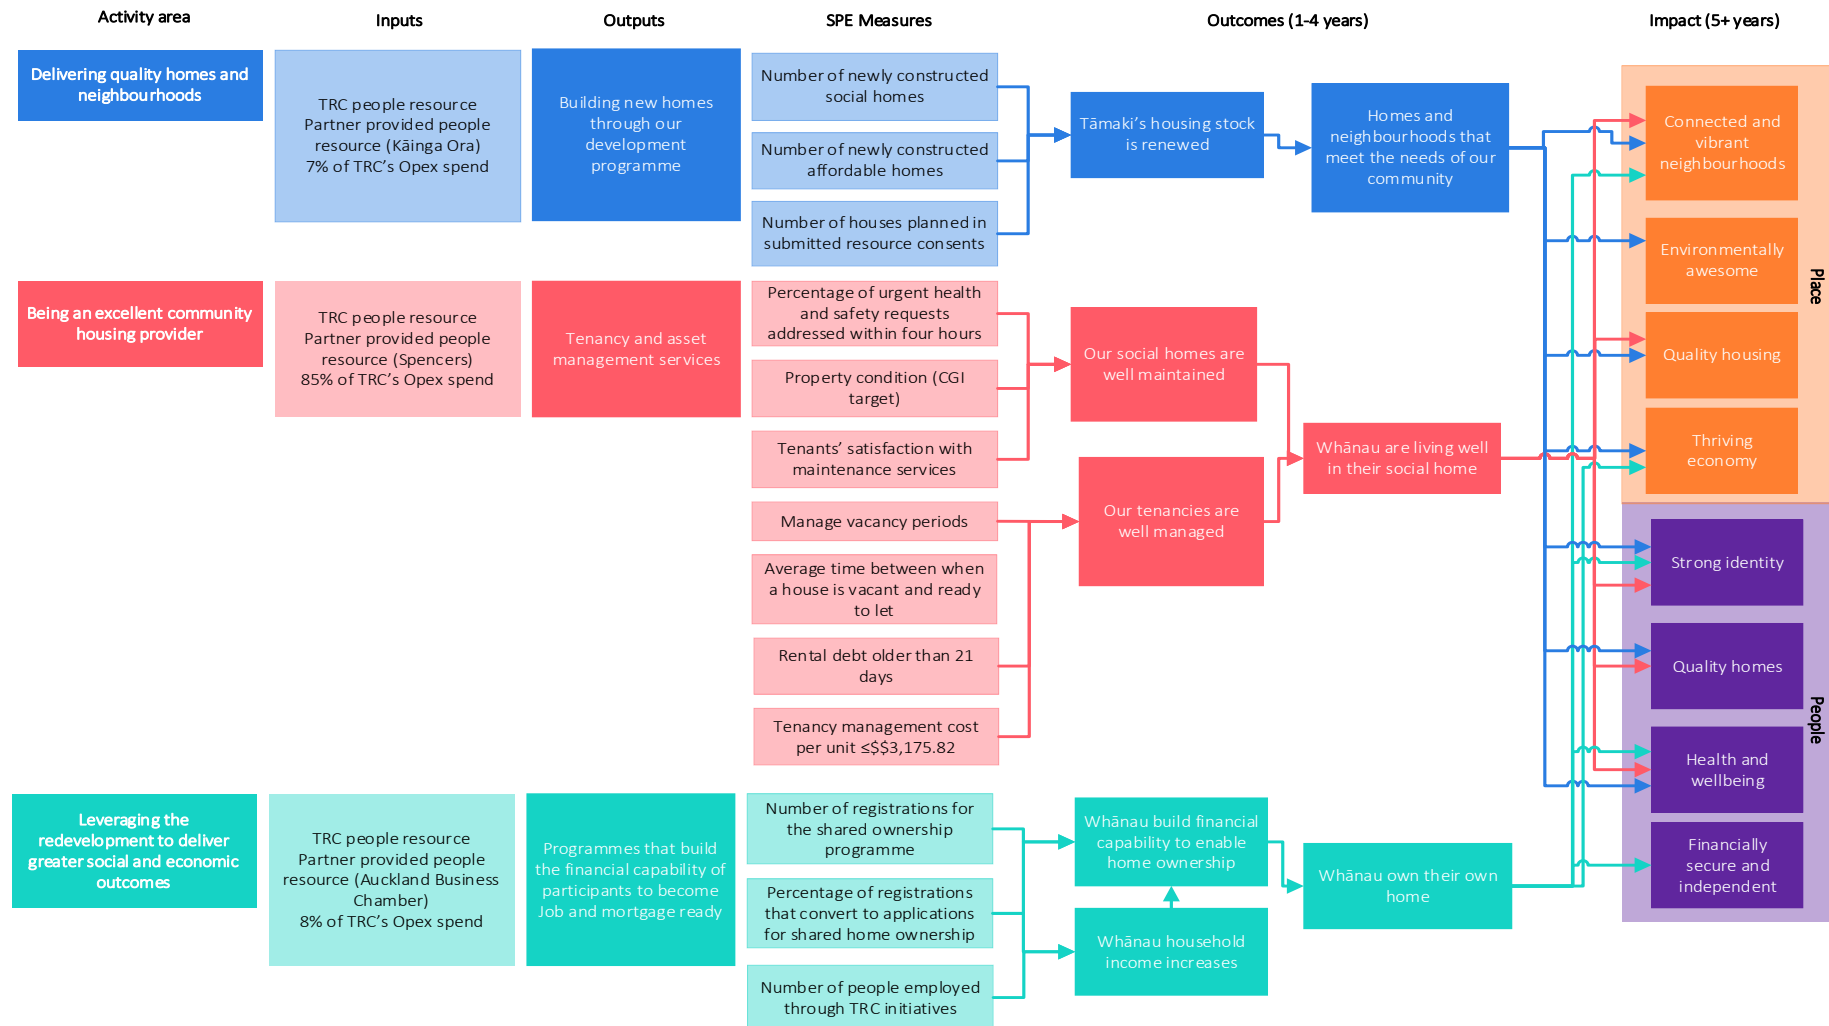 Activity area
Inputs
Outputs
SPE Measures
Outcomes (1-4 years)
Impact (5+ years)
Delivering quality homes and
neighbourhoods
TRC people resource
Partner provided people
resource (Kāinga Ora)
7% of TRC's Opex spend
Building new homes
through our
development
programme
Number of newly constructed
social homes
Number of newly constructed
affordable homes
Number of houses planned in
submitted resource consents
Tāmaki's housing stock
is renewed
Homes and
neighbourhoods that
meet the needs of our
community
Being an excellent community
housing provider
TRC people resource
Partner provided people
resource (Spencers)
85% of TRC's Opex spend
Tenancy and asset
management services
Percentage of urgent health
and safety requests
addressed within four hours
Property condition (CGI
target)
Tenants' satisfaction with
maintenance services
Manage vacancy periods
Average time between when
a house is vacant and ready
to let
Rental debt older than 21
days
Tenancy management cost
per unit ≤$$3,175.82
Our social homes are
well maintained
Our tenancies are
well managed
Whānau are living well
in their social home
Leveraging the
redevelopment to deliver
greater social and economic
outcomes
TRC people resource
Partner provided people
resource (Auckland Business
Chamber)
8% of TRC's Opex spend
Programmes that build
the financial capability of
participants to become
Job and mortgage ready
Number of registrations for
the shared ownership
programme
Percentage of registrations
that convert to applications
for shared home ownership
Number of people employed
through TRC initiatives
Whānau build financial
capability to enable
home ownership
Whānau household
income increases
Whānau own their own
home
Connected and
vibrant
neighbourhoods
Environmentally
awesome
Quality housing
Thriving
economy
Place
Strong identity
Quality homes
Health and
wellbeing
Financially
secure and
independent
People